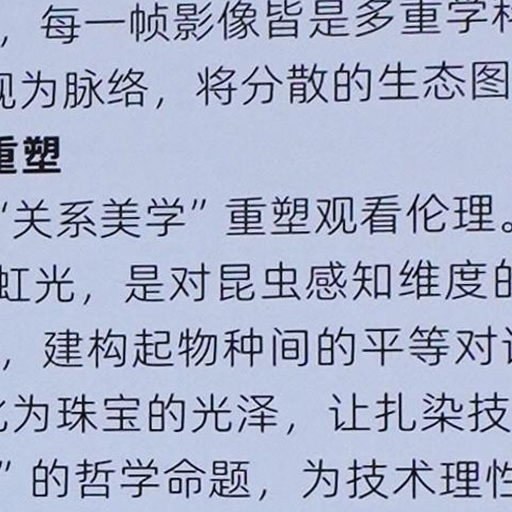 ，每一帧影像皆是多重学科
观为脉络，将分散的生态图
重塑
“关系美学”重塑观看伦理。
虹光，是对昆虫感知维度的
，建构起物种间的平等对
化为珠宝的光泽，让扎染技
”的哲学命题，为技术理性